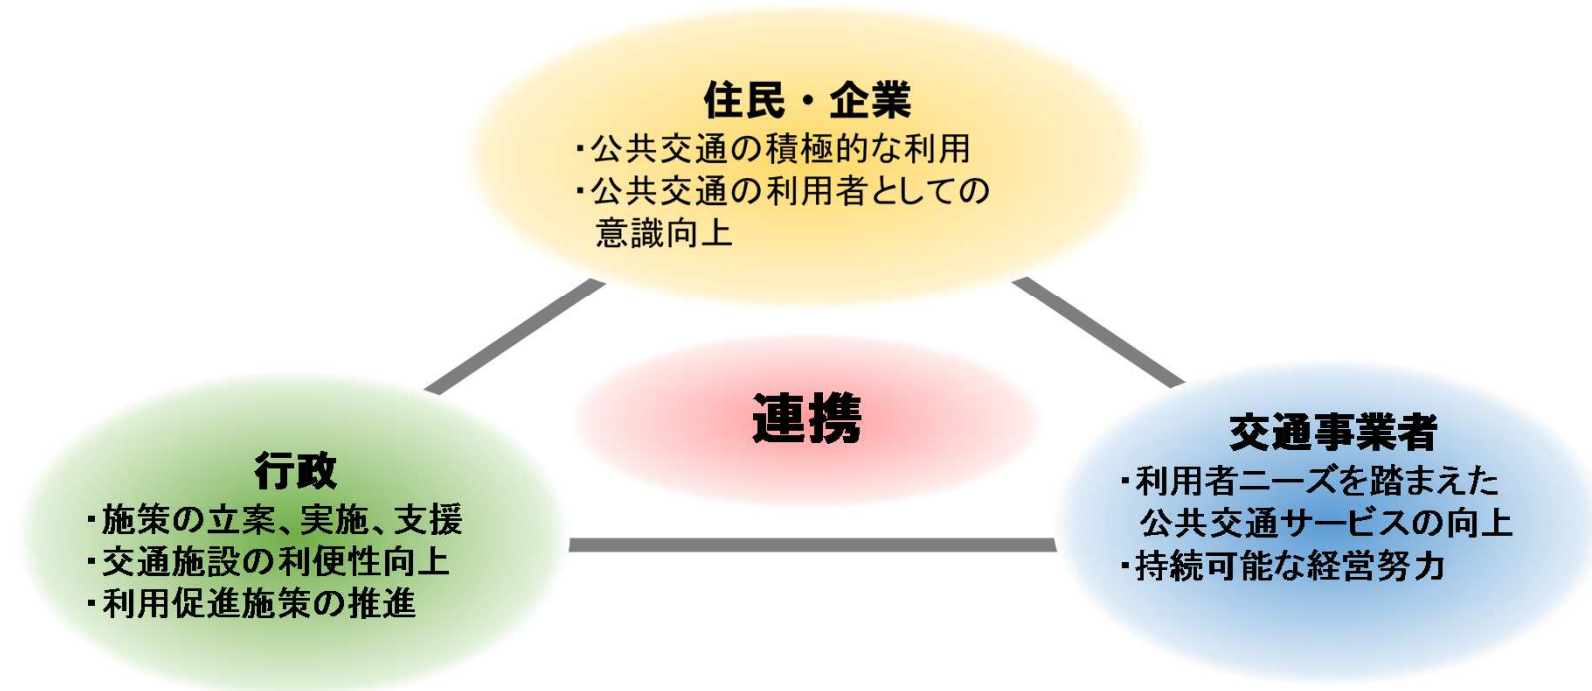 住民・企業
・公共交通の積極的な利用
・公共交通の利用者としての
意識向上
連携
行政
・施策の立案、実施、支援
・交通施設の利便性向上
・利用促進施策の推進
交通事業者
・利用者ニーズを踏まえた
公共交通サービスの向上
・持続可能な経営努力